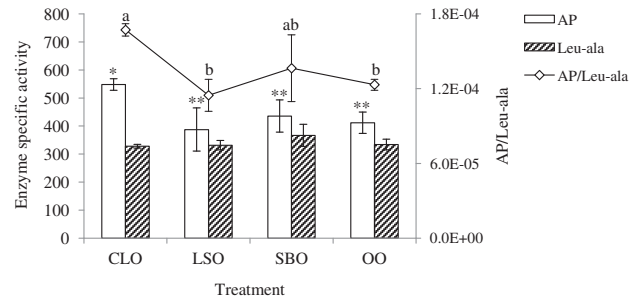 800
700
600
500
400
300
200
100
0
Enzyme specific activity
1.8E-04
1.2E-04
6.0E-05
0.0E+00
AP/Leu-ala
a
b
ab
b
*
**
**
**
CLO
LSO
SBO
OO
Treatment
AP
Leu-ala
AP/Leu-ala